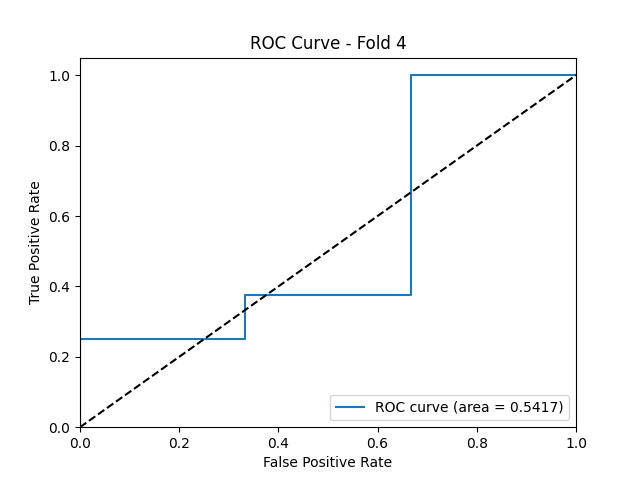 ROC Curve - Fold 4
True Positive Rate
1.0
0.8
0.6
0.4
0.2
0.0
ROC curve (area = 0.5417)
0.0 0.2 0.4 0.6 0.8 1.0
False Positive Rate